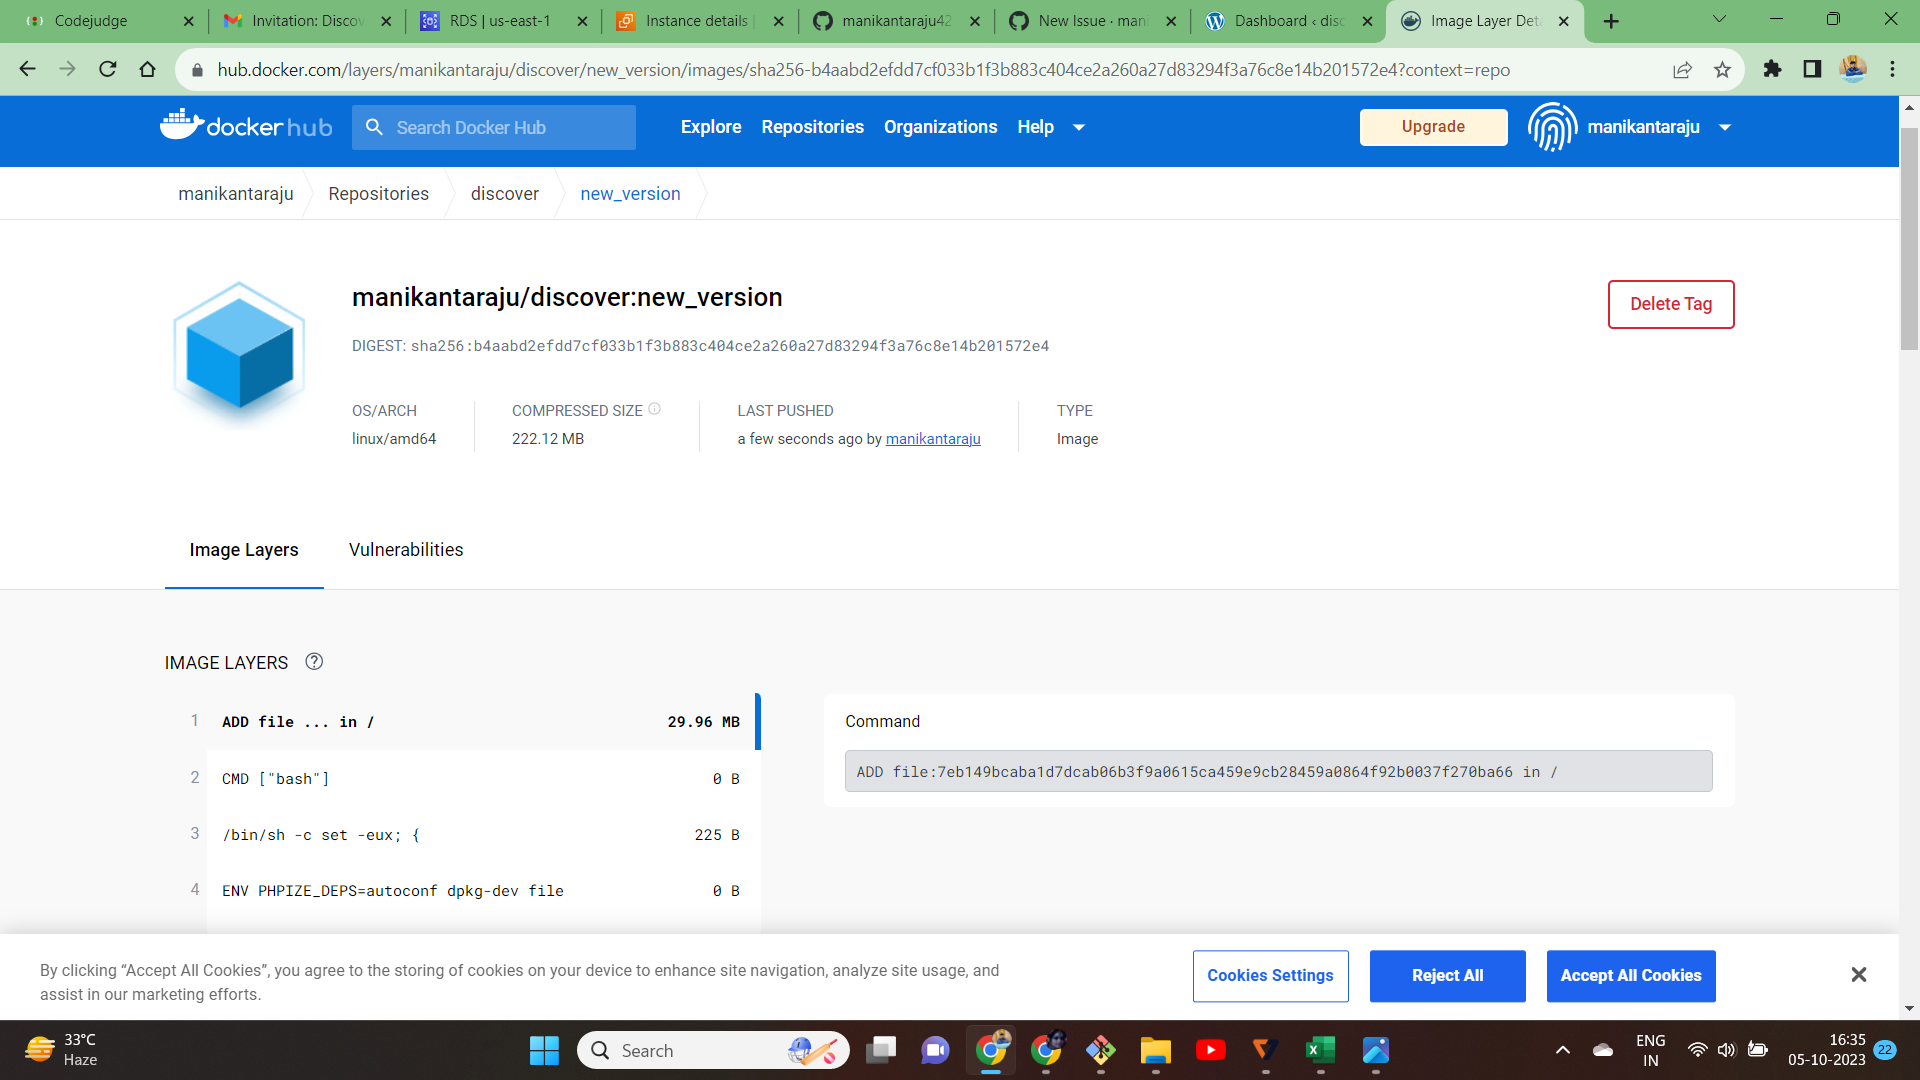 Codejudge
Invitation: Discov
RDS | us-east-1
Instance details |
manikantaraju42
New Issue · mani
Dashboard ‹ disc
Image Layer Deta
hub.docker.com/layers/manikantaraju/discover/new_version/images/sha256-b4aabd2efdd7cf033b1f3b883c404ce2a260a27d83294f3a76c8e14b201572e4?context=repo
docker hub
Search Docker Hub
Explore
Repositories
Organizations
Help
Upgrade
manikantaraju
manikantaraju
Repositories
discover
new_version
manikantaraju/discover:new_version
Delete Tag
DIGEST: sha256:b4aabd2efdd7cf033b1f3b883c404ce2a260a27d83294f3a76c8e14b201572e4
OS/ARCH
linux/amd64
COMPRESSED SIZE
222.12 MB
LAST PUSHED
a few seconds ago by manikantaraju
TYPE
Image
Image Layers
Vulnerabilities
IMAGE LAYERS
1 ADD file ... in / 29.96 MB
2 CMD ["bash"] 0 B
3 /bin/sh -c set -eux; { 225 B
4 ENV PHPIZE_DEPS=autoconf dpkg-dev file 0 B
Command
ADD file:7eb149bcaba1d7dcab06b3f9a0615ca459e9cb28459a0864f92b0037f270ba66 in /
By clicking “Accept All Cookies”, you agree to the storing of cookies on your device to enhance site navigation, analyze site usage, and
assist in our marketing efforts.
Cookies Settings
Reject All
Accept All Cookies
33°C
Haze
Search
ENG
IN
16:35
05-10-2023
22